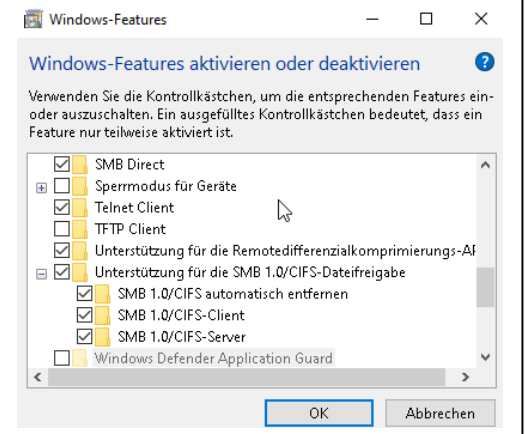 Windows-Features
Windows-Features aktivieren oder deaktivieren
Verwenden Sie die Kontrollkästchen, um die entsprechenden Features ein-
oder auszuschalten. Ein ausgefülltes Kontrollkästchen bedeutet, dass ein
Feature nur teilweise aktiviert ist.
SMB Direct
Sperrmodus für Geräte
Telnet Client
TFTP Client
Unterstützung für die Remotedifferenzialkomprimierungs-AP
Unterstützung für die SMB 1.0/CIFS-Dateifreigabe
SMB 1.0/CIFS automatisch entfernen
SMB 1.0/CIFS-Client
SMB 1.0/CIFS-Server
Windows Defender Application Guard
OK Abbrechen